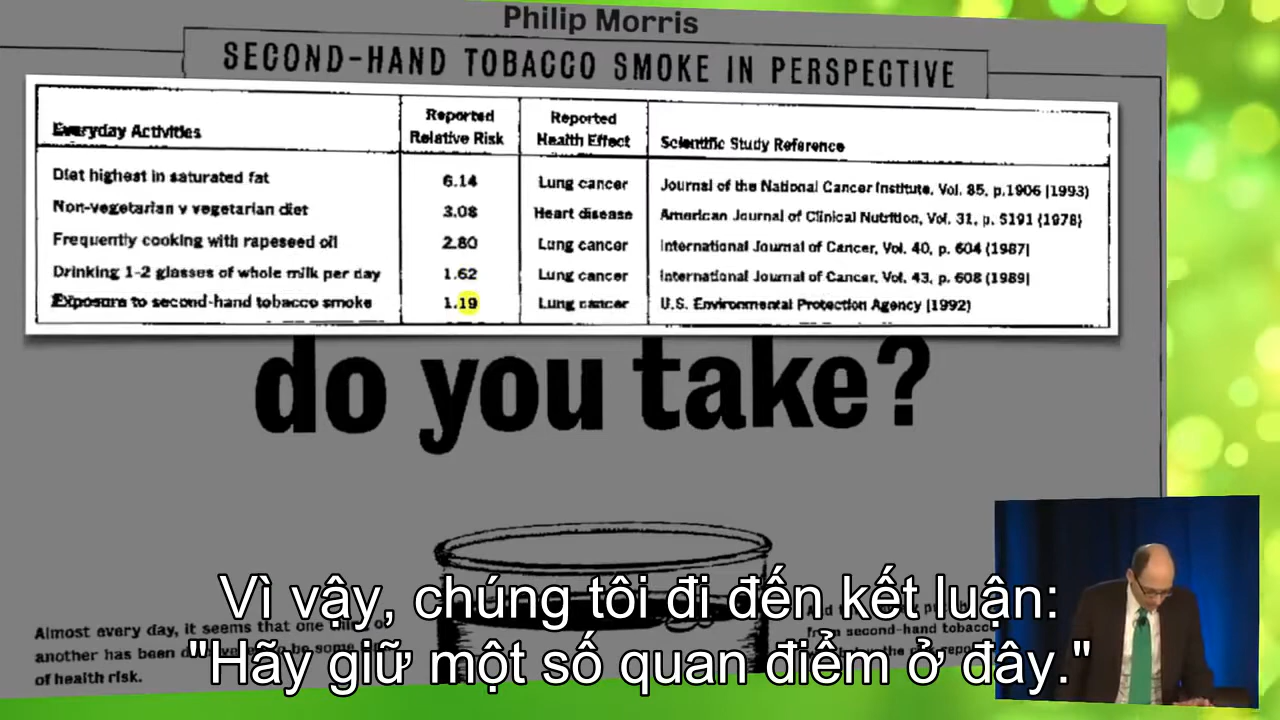 Philip Morris
SECOND-HAND TOBACCO SMOKE IN PERSPECTIVE
Everyday Activities Reported Relative Risk Reported Health Effect Scientific Study Reference
Diet highest in saturated fat 6.14 Lung cancer Journal of the National Cancer Institute, Vol. 85, p.1906 (1993)
Non-vegetarian v vegetarian diet 3.08 Heart disease American Journal of Clinical Nutrition, Vol. 31, p. S191 (1978)
Frequently cooking with rapeseed oil 2.80 Lung cancer International Journal of Cancer, Vol. 40, p. 604 (1987)
Drinking 1-2 glasses of whole milk per day 1.62 Lung cancer International Journal of Cancer, Vol. 43, p. 608 (1989)
Exposure to second-hand tobacco smoke 1.19 Lung cancer U.S. Environmental Protection Agency (1992)
do you take?
Almost every day, it seems that one
another has been
of health risk.
second-hand tobacco
Vì vậy, chúng tôi đi đến kết luận:
"Hãy giữ một số quan điểm ở đây."